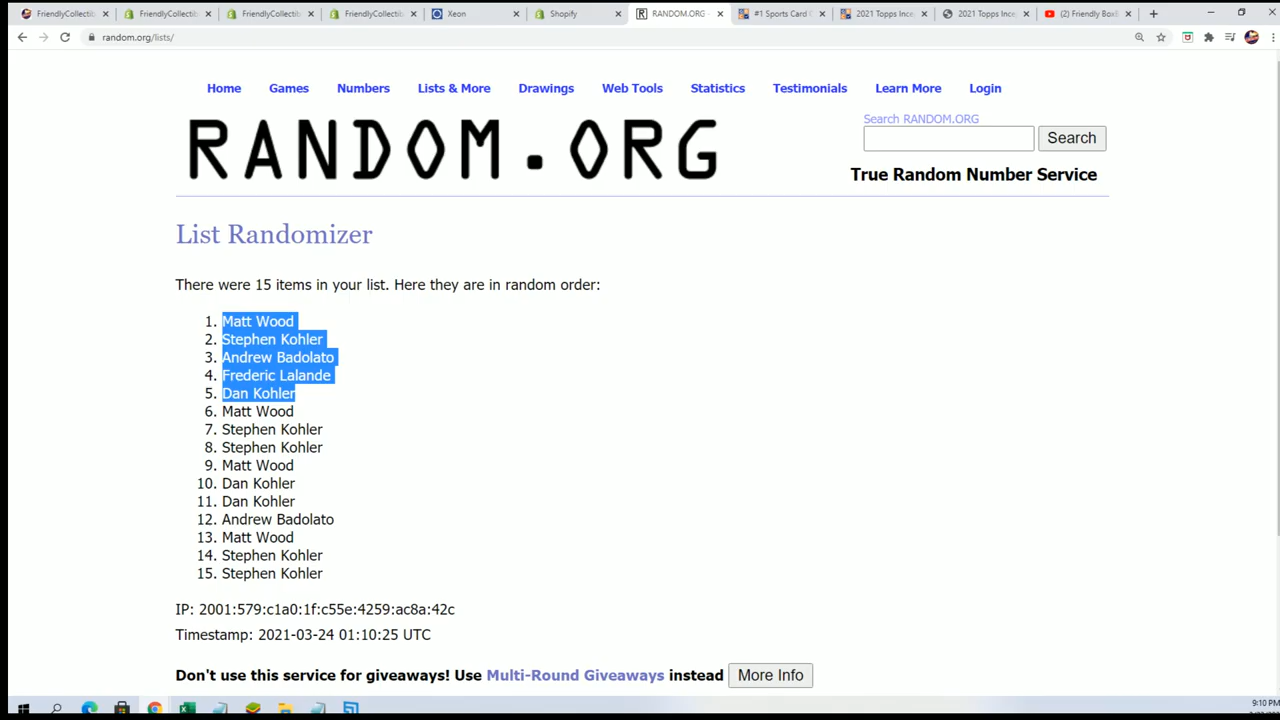 FriendlyCollectib
FriendlyCollectib
FriendlyCollectib
FriendlyCollectib
Xeon
Shopify
RANDOM.ORG -
#1 Sports Card
2021 Topps Ince
2021 Topps Ince
(2) Friendly Box
random.org/lists/
Home Games Numbers Lists & More Drawings Web Tools Statistics Testimonials Learn More Login
RANDOM.ORG
Search RANDOM.ORG
Search
True Random Number Service
List Randomizer
There were 15 items in your list. Here they are in random order:
1. Matt Wood
2. Stephen Kohler
3. Andrew Badolato
4. Frederic Lalande
5. Dan Kohler
6. Matt Wood
7. Stephen Kohler
8. Stephen Kohler
9. Matt Wood
10. Dan Kohler
11. Dan Kohler
12. Andrew Badolato
13. Matt Wood
14. Stephen Kohler
15. Stephen Kohler
IP: 2001:579:c1a0:1f:c55e:4259:ac8a:42c
Timestamp: 2021-03-24 01:10:25 UTC
Don't use this service for giveaways! Use Multi-Round Giveaways instead More Info
9:10 PM